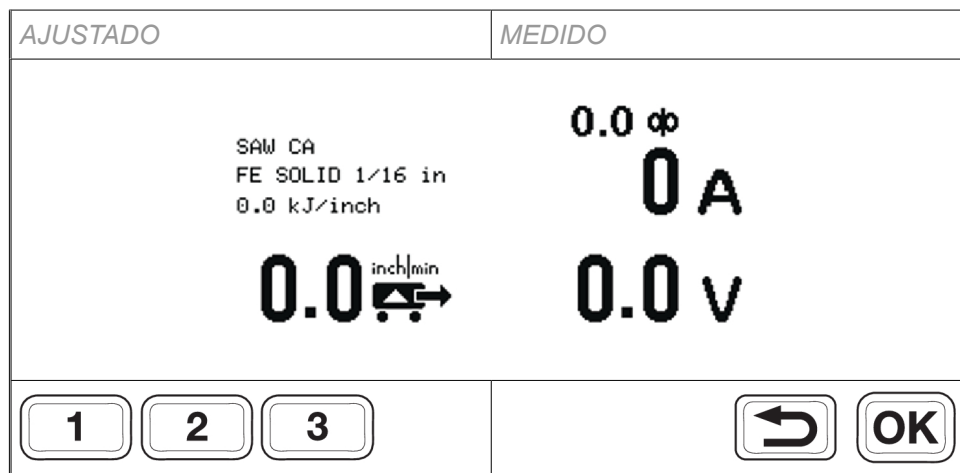 AJUSTADO
MEDIDO
SAW CA
FE SOLID 1/16 in
0.0 kJ/inch
0.0 inch|min
0.0
0 A
0.0 V
1 2 3
OK